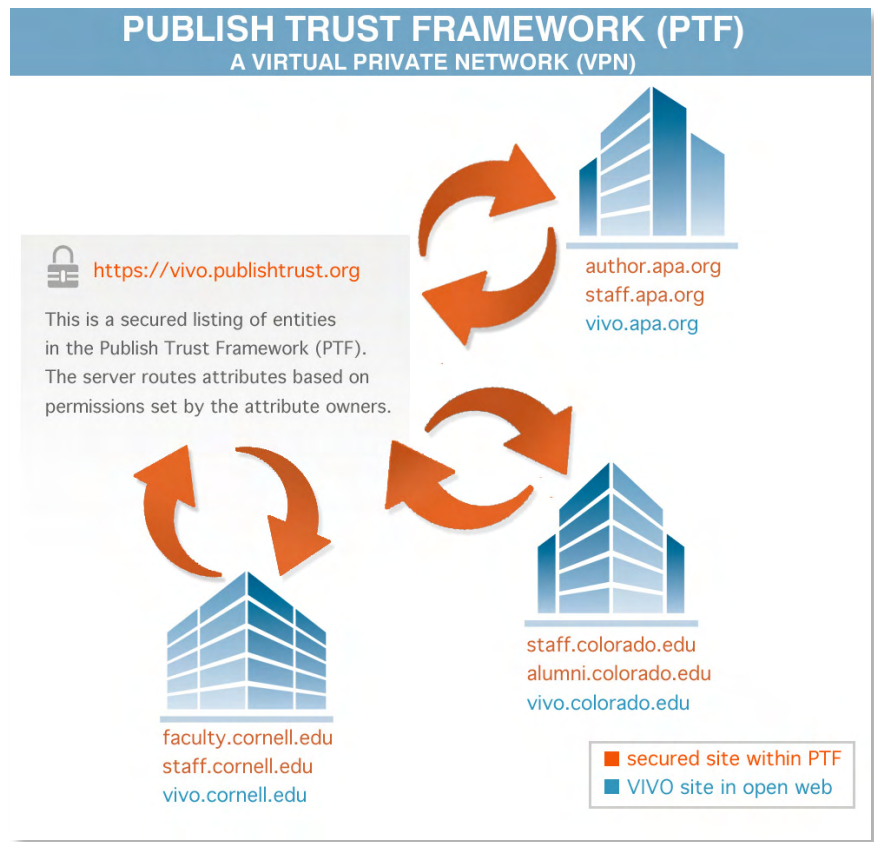 PUBLISH TRUST FRAMEWORK (PTF)
A VIRTUAL PRIVATE NETWORK (VPN)
https://vivo.publishtrust.org
This is a secured listing of entities
in the Publish Trust Framework (PTF).
The server routes attributes based on
permissions set by the attribute owners.
author.apa.org
staff.apa.org
vivo.apa.org
staff.colorado.edu
alumni.colorado.edu
vivo.colorado.edu
faculty.cornell.edu
staff.cornell.edu
vivo.cornell.edu
secured site within PTF
VIVO site in open web